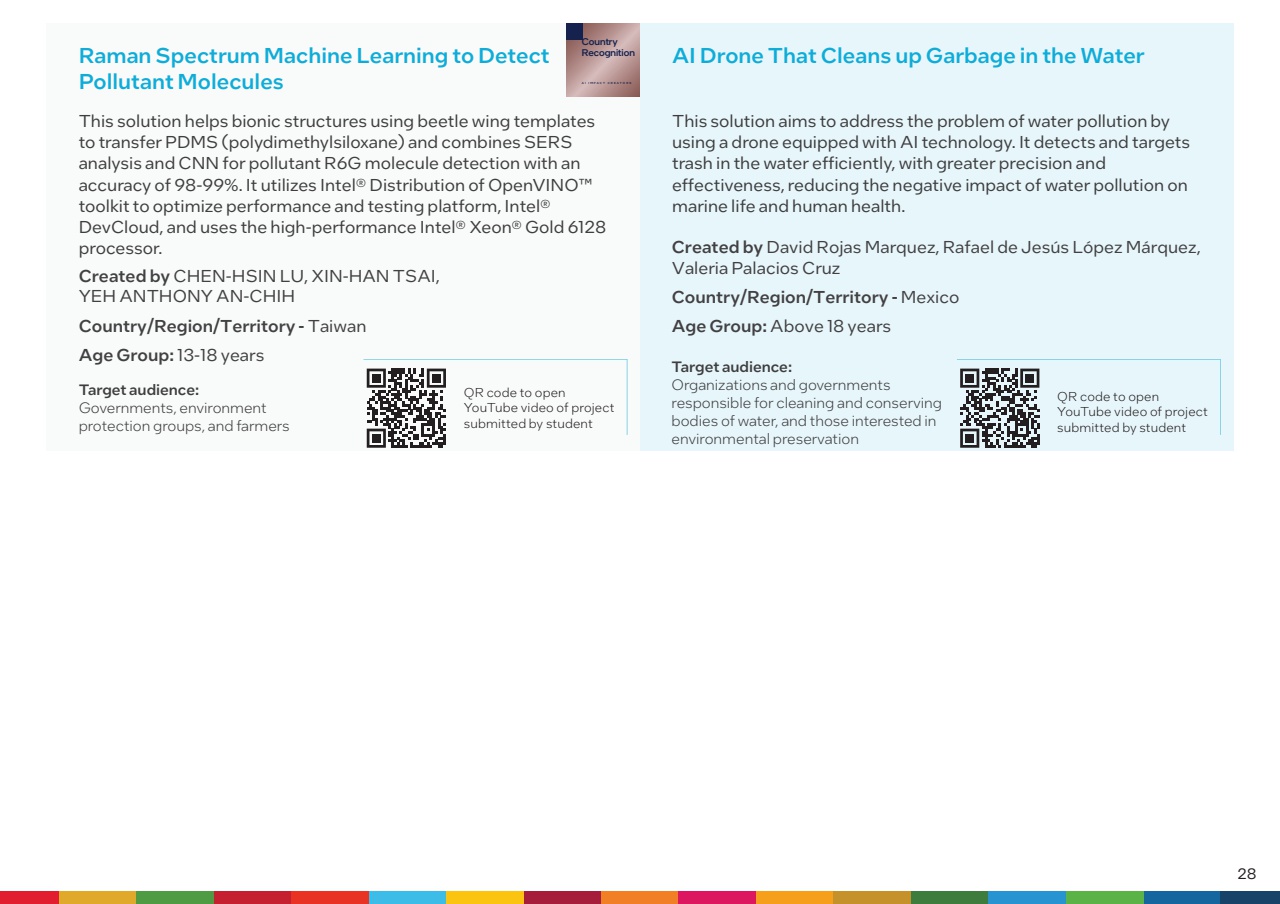 Raman Spectrum Machine Learning to Detect
Pollutant Molecules
Country
Recognition
This solution helps bionic structures using beetle wing templates
to transfer PDMS (polydimethylsiloxane) and combines SERS
analysis and CNN for pollutant R6G molecule detection with an
accuracy of 98-99%. It utilizes Intel® Distribution of OpenVINO™
toolkit to optimize performance and testing platform, Intel®
DevCloud, and uses the high-performance Intel® Xeon® Gold 6128
processor.
Created by CHEN-HSIN LU, XIN-HAN TSAI,
YEH ANTHONY AN-CHIH
Country/Region/Territory - Taiwan
Age Group: 13-18 years
Target audience:
Governments, environment
protection groups, and farmers
QR code to open
YouTube video of project
submitted by student
AI Drone That Cleans up Garbage in the Water
This solution aims to address the problem of water pollution by
using a drone equipped with AI technology. It detects and targets
trash in the water efficiently, with greater precision and
effectiveness, reducing the negative impact of water pollution on
marine life and human health.
Created by David Rojas Marquez, Rafael de Jesús López Márquez,
Valeria Palacios Cruz
Country/Region/Territory - Mexico
Age Group: Above 18 years
Target audience:
Organizations and governments
responsible for cleaning and conserving
bodies of water, and those interested in
environmental preservation
QR code to open
YouTube video of project
submitted by student
28